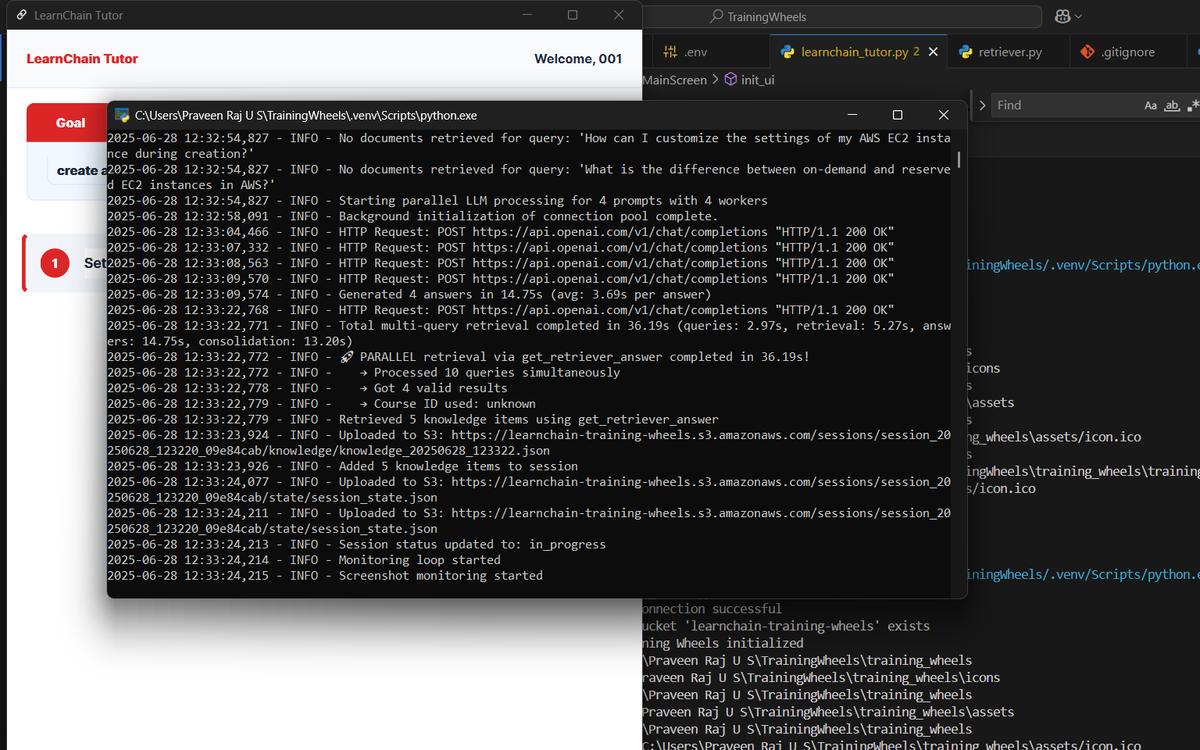 LearnChain Tutor
TrainingWheels
.env
learnchain_tutor.py 2
retriever.py
.gitignore
MainScreen > init_ui
Find
Aa
ab
LearnChain Tutor
Welcome, 001
Goal
create a
1
Set
C:\Users\Praveen Raj U S\TrainingWheels\.venv\Scripts\python.exe
2025-06-28 12:32:54,827 - INFO - No documents retrieved for query: 'How can I customize the settings of my AWS EC2 insta
nce during creation?'
2025-06-28 12:32:54,827 - INFO - No documents retrieved for query: 'What is the difference between on-demand and reserve
d EC2 instances in AWS?'
2025-06-28 12:32:54,827 - INFO - Starting parallel LLM processing for 4 prompts with 4 workers
2025-06-28 12:32:58,091 - INFO - Background initialization of connection pool complete.
2025-06-28 12:33:04,466 - INFO - HTTP Request: POST https://api.openai.com/v1/chat/completions "HTTP/1.1 200 OK"
2025-06-28 12:33:07,332 - INFO - HTTP Request: POST https://api.openai.com/v1/chat/completions "HTTP/1.1 200 OK"
2025-06-28 12:33:08,563 - INFO - HTTP Request: POST https://api.openai.com/v1/chat/completions "HTTP/1.1 200 OK"
2025-06-28 12:33:09,570 - INFO - HTTP Request: POST https://api.openai.com/v1/chat/completions "HTTP/1.1 200 OK"
2025-06-28 12:33:09,574 - INFO - Generated 4 answers in 14.75s (avg: 3.69s per answer)
2025-06-28 12:33:22,768 - INFO - HTTP Request: POST https://api.openai.com/v1/chat/completions "HTTP/1.1 200 OK"
2025-06-28 12:33:22,771 - INFO - Total multi-query retrieval completed in 36.19s (queries: 2.97s, retrieval: 5.27s, answ
ers: 14.75s, consolidation: 13.20s)
2025-06-28 12:33:22,772 - INFO - 🚀 PARALLEL retrieval via get_retriever_answer completed in 36.19s!
2025-06-28 12:33:22,772 - INFO -    → Processed 10 queries simultaneously
2025-06-28 12:33:22,778 - INFO -    → Got 4 valid results
2025-06-28 12:33:22,779 - INFO -    → Course ID used: unknown
2025-06-28 12:33:22,779 - INFO - Retrieved 5 knowledge items using get_retriever_answer
2025-06-28 12:33:23,924 - INFO - Uploaded to S3: https://learnchain-training-wheels.s3.amazonaws.com/sessions/session_20
250628_123220_09e84cab/knowledge/knowledge_20250628_123322.json
2025-06-28 12:33:23,926 - INFO - Added 5 knowledge items to session
2025-06-28 12:33:24,077 - INFO - Uploaded to S3: https://learnchain-training-wheels.s3.amazonaws.com/sessions/session_20
250628_123220_09e84cab/state/session_state.json
2025-06-28 12:33:24,211 - INFO - Uploaded to S3: https://learnchain-training-wheels.s3.amazonaws.com/sessions/session_20
250628_123220_09e84cab/state/session_state.json
2025-06-28 12:33:24,213 - INFO - Session status updated to: in_progress
2025-06-28 12:33:24,214 - INFO - Monitoring loop started
2025-06-28 12:33:24,215 - INFO - Screenshot monitoring started
iningWheels/.venv/Scripts/python.e
s
icons
s
\assets
s
ng_wheels\assets/icon.ico
s
iningWheels\training_wheels\training
s/icon.ico
iningWheels/.venv/Scripts/python.e
onnection successful
ucket 'learnchain-training-wheels' exists
ning Wheels initialized
\Praveen Raj U S\TrainingWheels\training_wheels
raveen Raj U S\TrainingWheels\training_wheels\icons
\Praveen Raj U S\TrainingWheels\training_wheels
Praveen Raj U S\TrainingWheels\training_wheels\assets
\Praveen Raj U S\TrainingWheels\training_wheels
C:\Users\Praveen Raj U S\TrainingWheels\training_wheels\assets/icon.ico